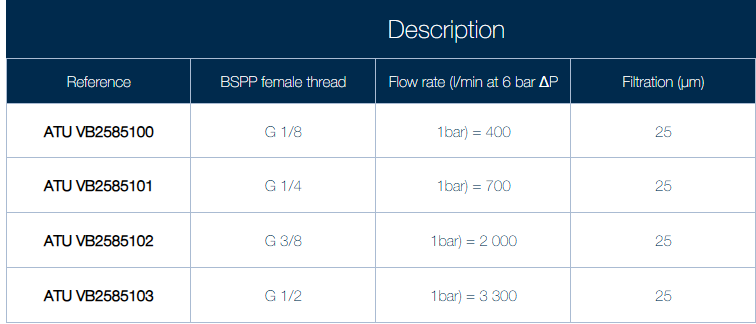 Description
Reference BSPP female thread Flow rate (l/min at 6 bar ΔP Filtration (µm)
ATU VB2585100 G 1/8 1bar) = 400 25
ATU VB2585101 G 1/4 1bar) = 700 25
ATU VB2585102 G 3/8 1bar) = 2 000 25
ATU VB2585103 G 1/2 1bar) = 3 300 25